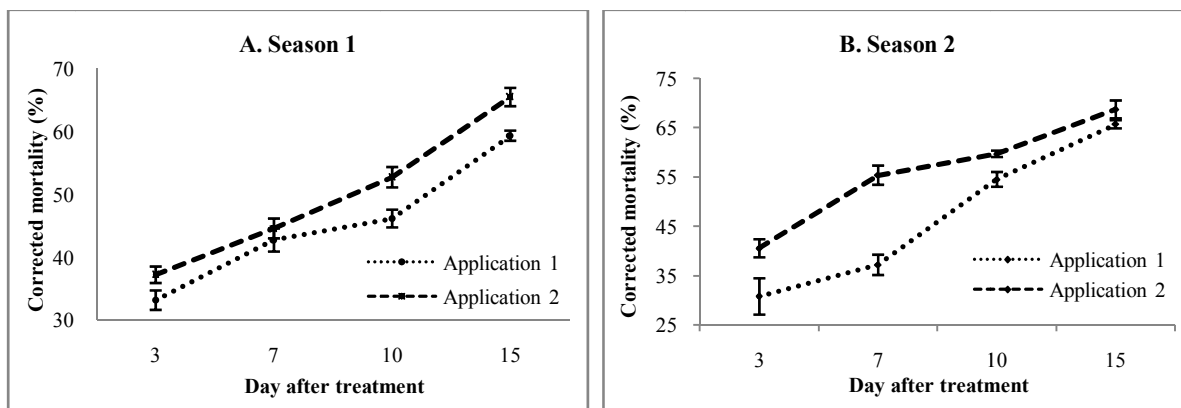 A. Season 1
Corrected mortality (%)
70
60
50
40
30
Application 1
Application 2
3 7 10 15
Day after treatment
B. Season 2
Corrected mortality (%)
75
65
55
45
35
25
Application 1
Application 2
3 7 10 15
Day after treatment